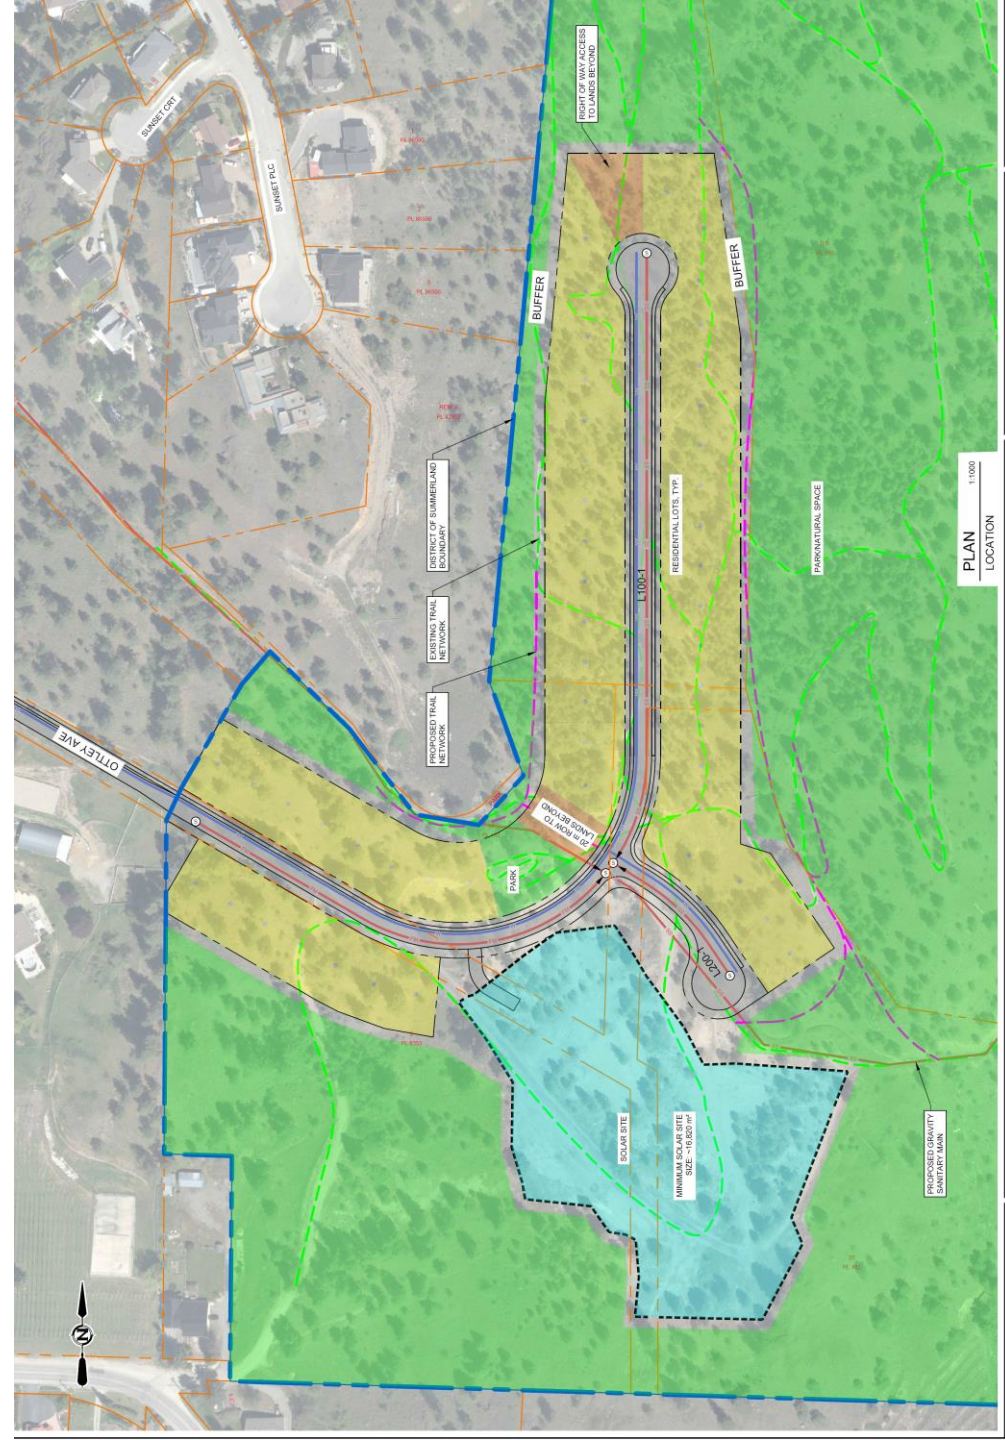 SUNSET CRT
SUNSET PLC
RIGHT OF WAY ACCESS
TO LANDS BEYOND
BUFFER
BUFFER
DISTRICT OF SUMMERLAND
BOUNDARY
EXISTING TRAIL
NETWORK
PROPOSED TRAIL
NETWORK
OTTLEY AVE
RESIDENTIAL LOTS, TYP.
L100-1
PARK/NATURAL SPACE
PLAN
1:1000
LOCATION
20 m ROW TO
LANDS BEYOND
PARK
L200-1
S
S
S
S
S
SOLAR SITE
MINIMUM SOLAR SITE
SIZE: ~16,820 m²
PROPOSED GRAVITY
SANITARY MAIN
N